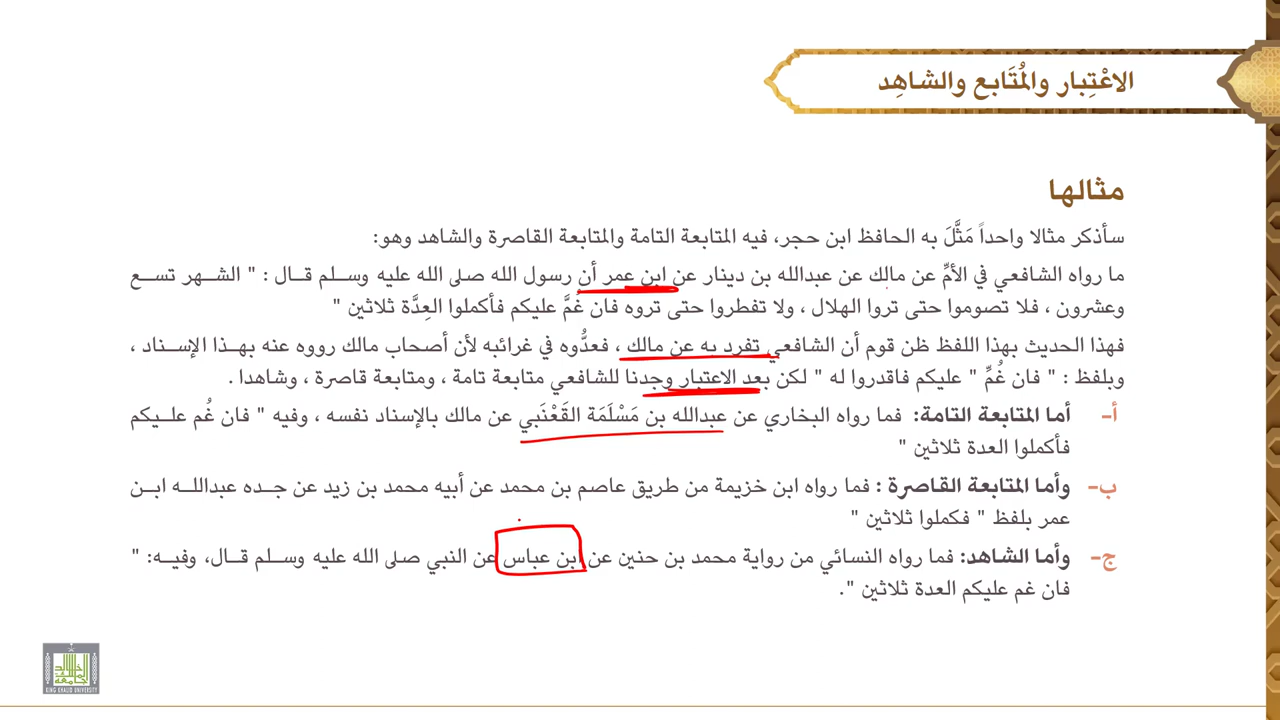 الاعْتِبار والمُتَابع والشاهِد
مثالها
سأذكر مثالا واحداً مَثَّلَ به الحافظ ابن حجر، فيه المتابعة التامة والمتابعة القاصرة والشاهد وهو:
ما رواه الشافعي في الأمِّ عن مالك عن عبدالله بن دينار عن ابن عمر أن رسول الله صلى الله عليه وسلم قال : " الشهر تسع
وعشرون ، فلا تصوموا حتى تروا الهلال ، ولا تفطروا حتى تروه فان غُمَّ عليكم فأكملوا العِدَّة ثلاثين "
فهذا الحديث بهذا اللفظ ظن قوم أن الشافعي تفرد به عن مالك ، فعدُّوه في غرائبه لأن أصحاب مالك رووه عنه بهذا الإسناد ،
وبلفظ : " فان غُمِّ " عليكم فاقدروا له " لكن بعد الاعتبار وجدنا للشافعي متابعة تامة ، ومتابعة قاصرة ، وشاهدا .
أ- أما المتابعة التامة: فما رواه البخاري عن عبدالله بن مَسْلَمَة القَعْنَبي عن مالك بالإسناد نفسه ، وفيه " فان غُم عليكم
فأكملوا العدة ثلاثين "
ب- وأما المتابعة القاصرة : فما رواه ابن خزيمة من طريق عاصم بن محمد عن أبيه محمد بن زيد عن جده عبدالله ابن
عمر بلفظ " فكملوا ثلاثين "
ج- وأما الشاهد: فما رواه النسائي من رواية محمد بن حنين عن ابن عباس عن النبي صلى الله عليه وسلم قال، وفيه: "
فان غم عليكم العدة ثلاثين ".
جامعة الملك خالد
KING KHALID UNIVERSITY